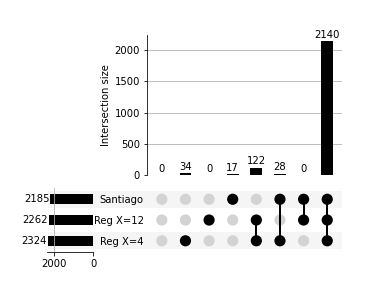 2140
2000
1500
1000
500
0
Intersection size
0 34 0 17 122 28 0
2185 Santiago
2262 Reg X=12
2324 Reg X=4
2000 0